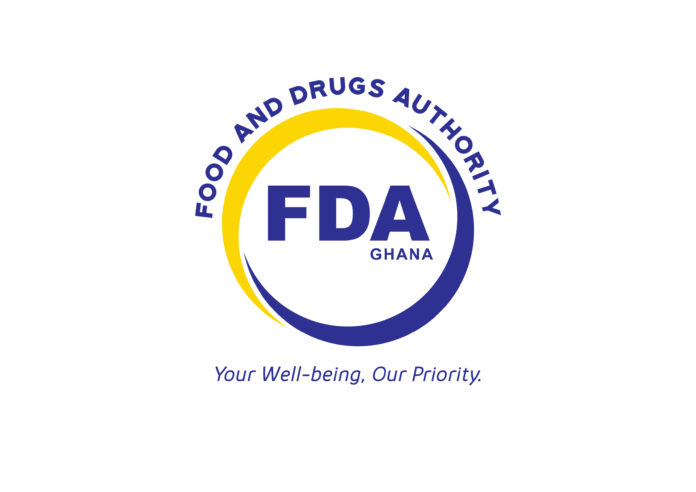 FOOD AND DRUGS AUTHORITY
FDA
GHANA
Your Well-being, Our Priority.